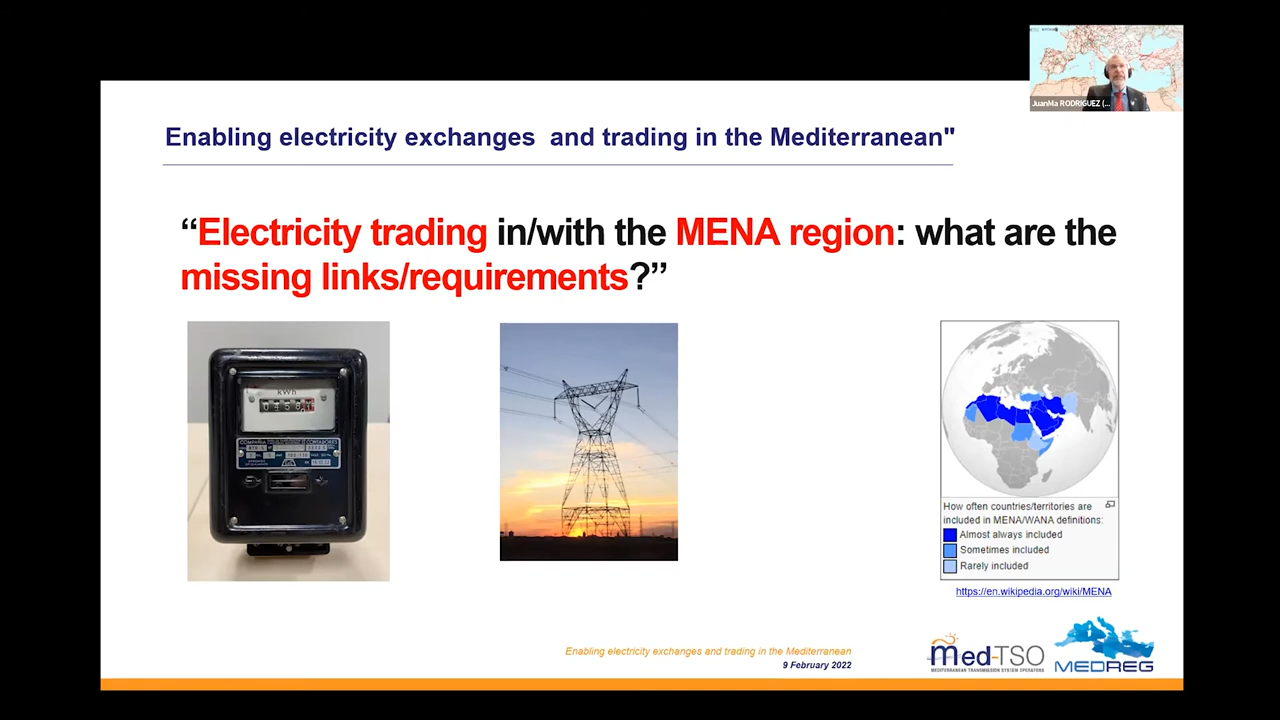 JuanMa RODRIGUEZ (...
Enabling electricity exchanges and trading in the Mediterranean"
“Electricity trading in/with the MENA region: what are the
missing links/requirements?”
kWh
COMPAÑIA
CONTADORES
How often countries/territories are
included in MENA/WANA definitions:
Almost always included
Sometimes included
Rarely included
https://en.wikipedia.org/wiki/MENA
Enabling electricity exchanges and trading in the Mediterranean
9 February 2022
Med-TSO
MEDITERRANEAN TRANSMISSION SYSTEM OPERATORS
MEDREG